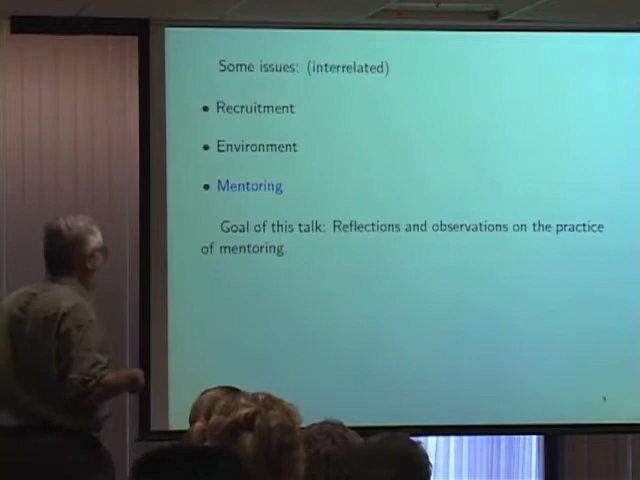 Some issues: (interrelated)
• Recruitment
• Environment
• Mentoring
Goal of this talk: Reflections and observations on the practice
of mentoring.